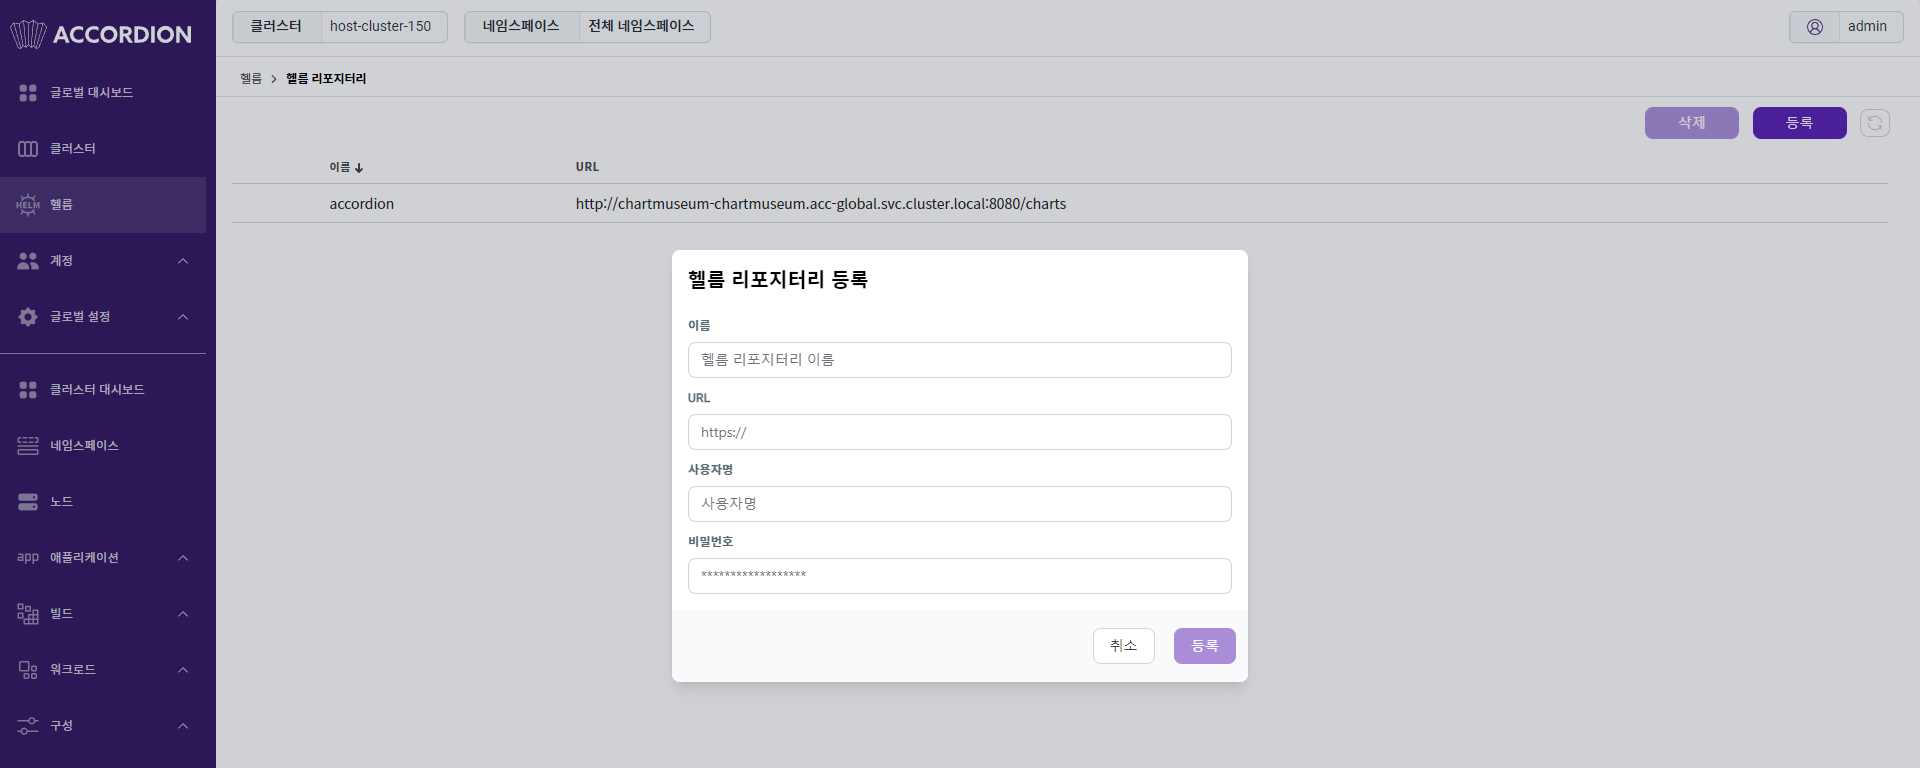 ACCORDION
클러스터 host-cluster-150 네임스페이스 전체 네임스페이스 admin
글로벌 대시보드
클러스터
HELM 헬름
계정
글로벌 설정
클러스터 대시보드
네임스페이스
노드
app 애플리케이션
빌드
워크로드
구성
헬름 > 헬름 리포지터리
삭제 등록
이름 URL
accordion http://chartmuseum-chartmuseum.acc-global.svc.cluster.local:8080/charts
헬름 리포지터리 등록
이름
헬름 리포지터리 이름
URL
https://
사용자명
사용자명
비밀번호
******************
취소 등록